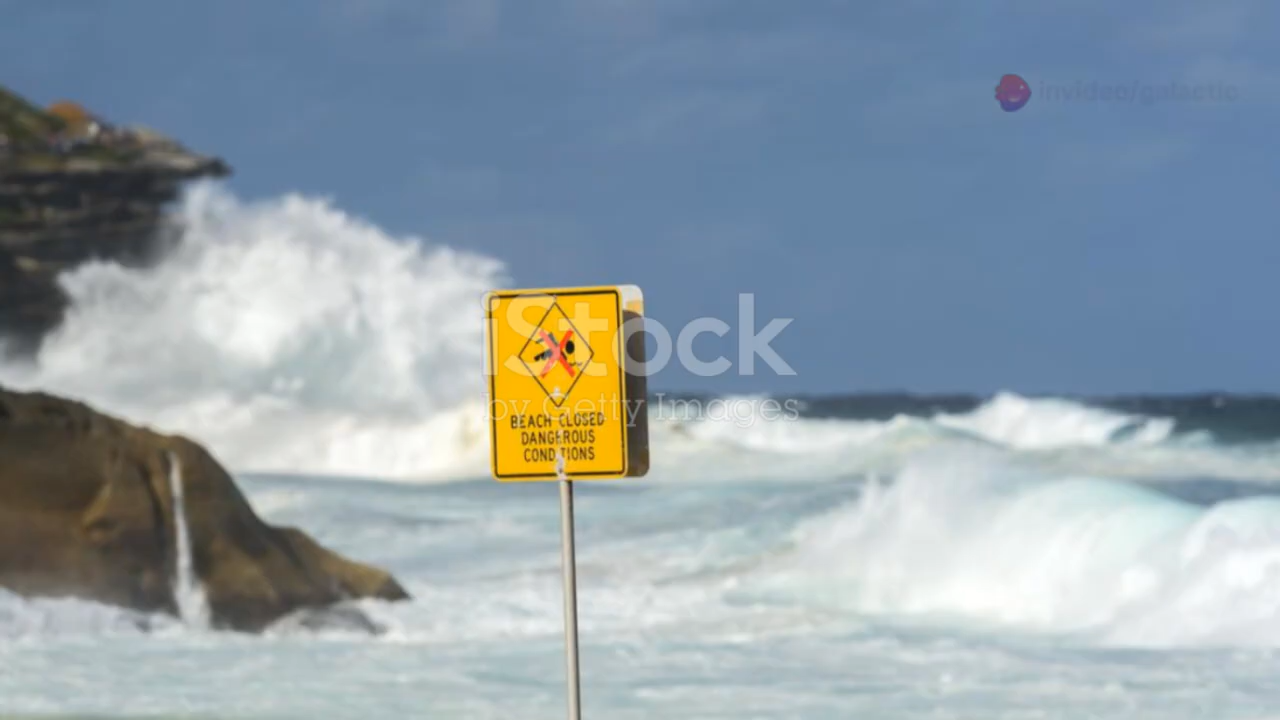 invideo/galactic
iStock
by Getty Images
BEACH CLOSED
DANGEROUS
CONDITIONS